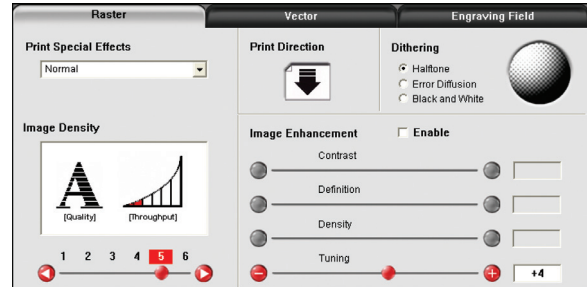 Raster Vector Engraving Field
Print Special Effects
Normal
Print Direction
Dithering
Halftone
Error Diffusion
Black and White
Image Density
A
[Quality] [Throughput]
1 2 3 4 5 6
Image Enhancement Enable
Contrast
Definition
Density
Tuning
+4